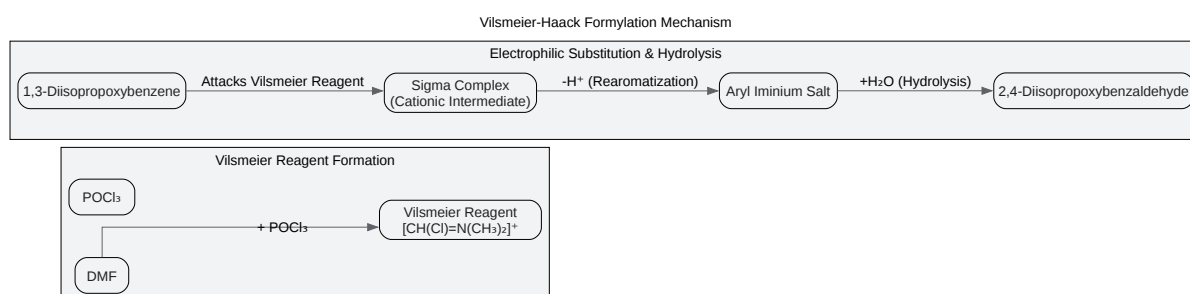 Vilsmeier-Haack Formylation Mechanism
Electrophilic Substitution & Hydrolysis
1,3-Diisopropoxybenzene
Attacks Vilsmeier Reagent
Sigma Complex
(Cationic Intermediate)
-H⁺ (Rearomatization)
Aryl Iminium Salt
+H₂O (Hydrolysis)
2,4-Diisopropoxybenzaldehyde
Vilsmeier Reagent Formation
POCl₃
+ POCl₃
Vilsmeier Reagent
[CH(Cl)=N(CH₃)₂]⁺
DMF